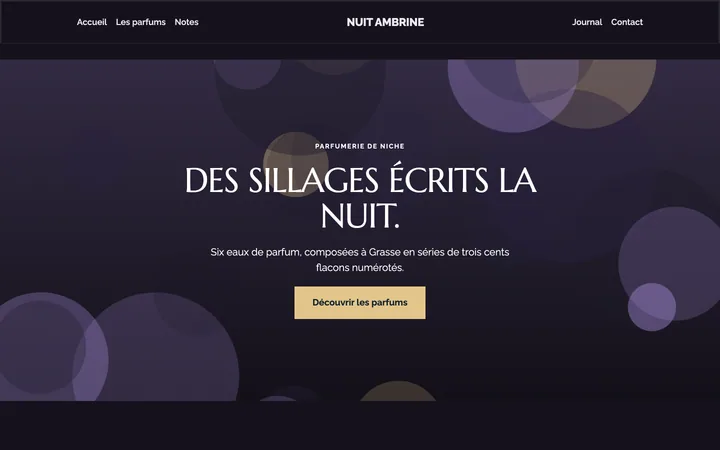 Accueil Les parfums Notes NUIT AMBRINE Journal Contact
PARFUMERIE DE NICHE
DES SILLAGES ÉCRITS LA
NUIT.
Six eaux de parfum, composées à Grasse en séries de trois cents
flacons numérotés.
Découvrir les parfums